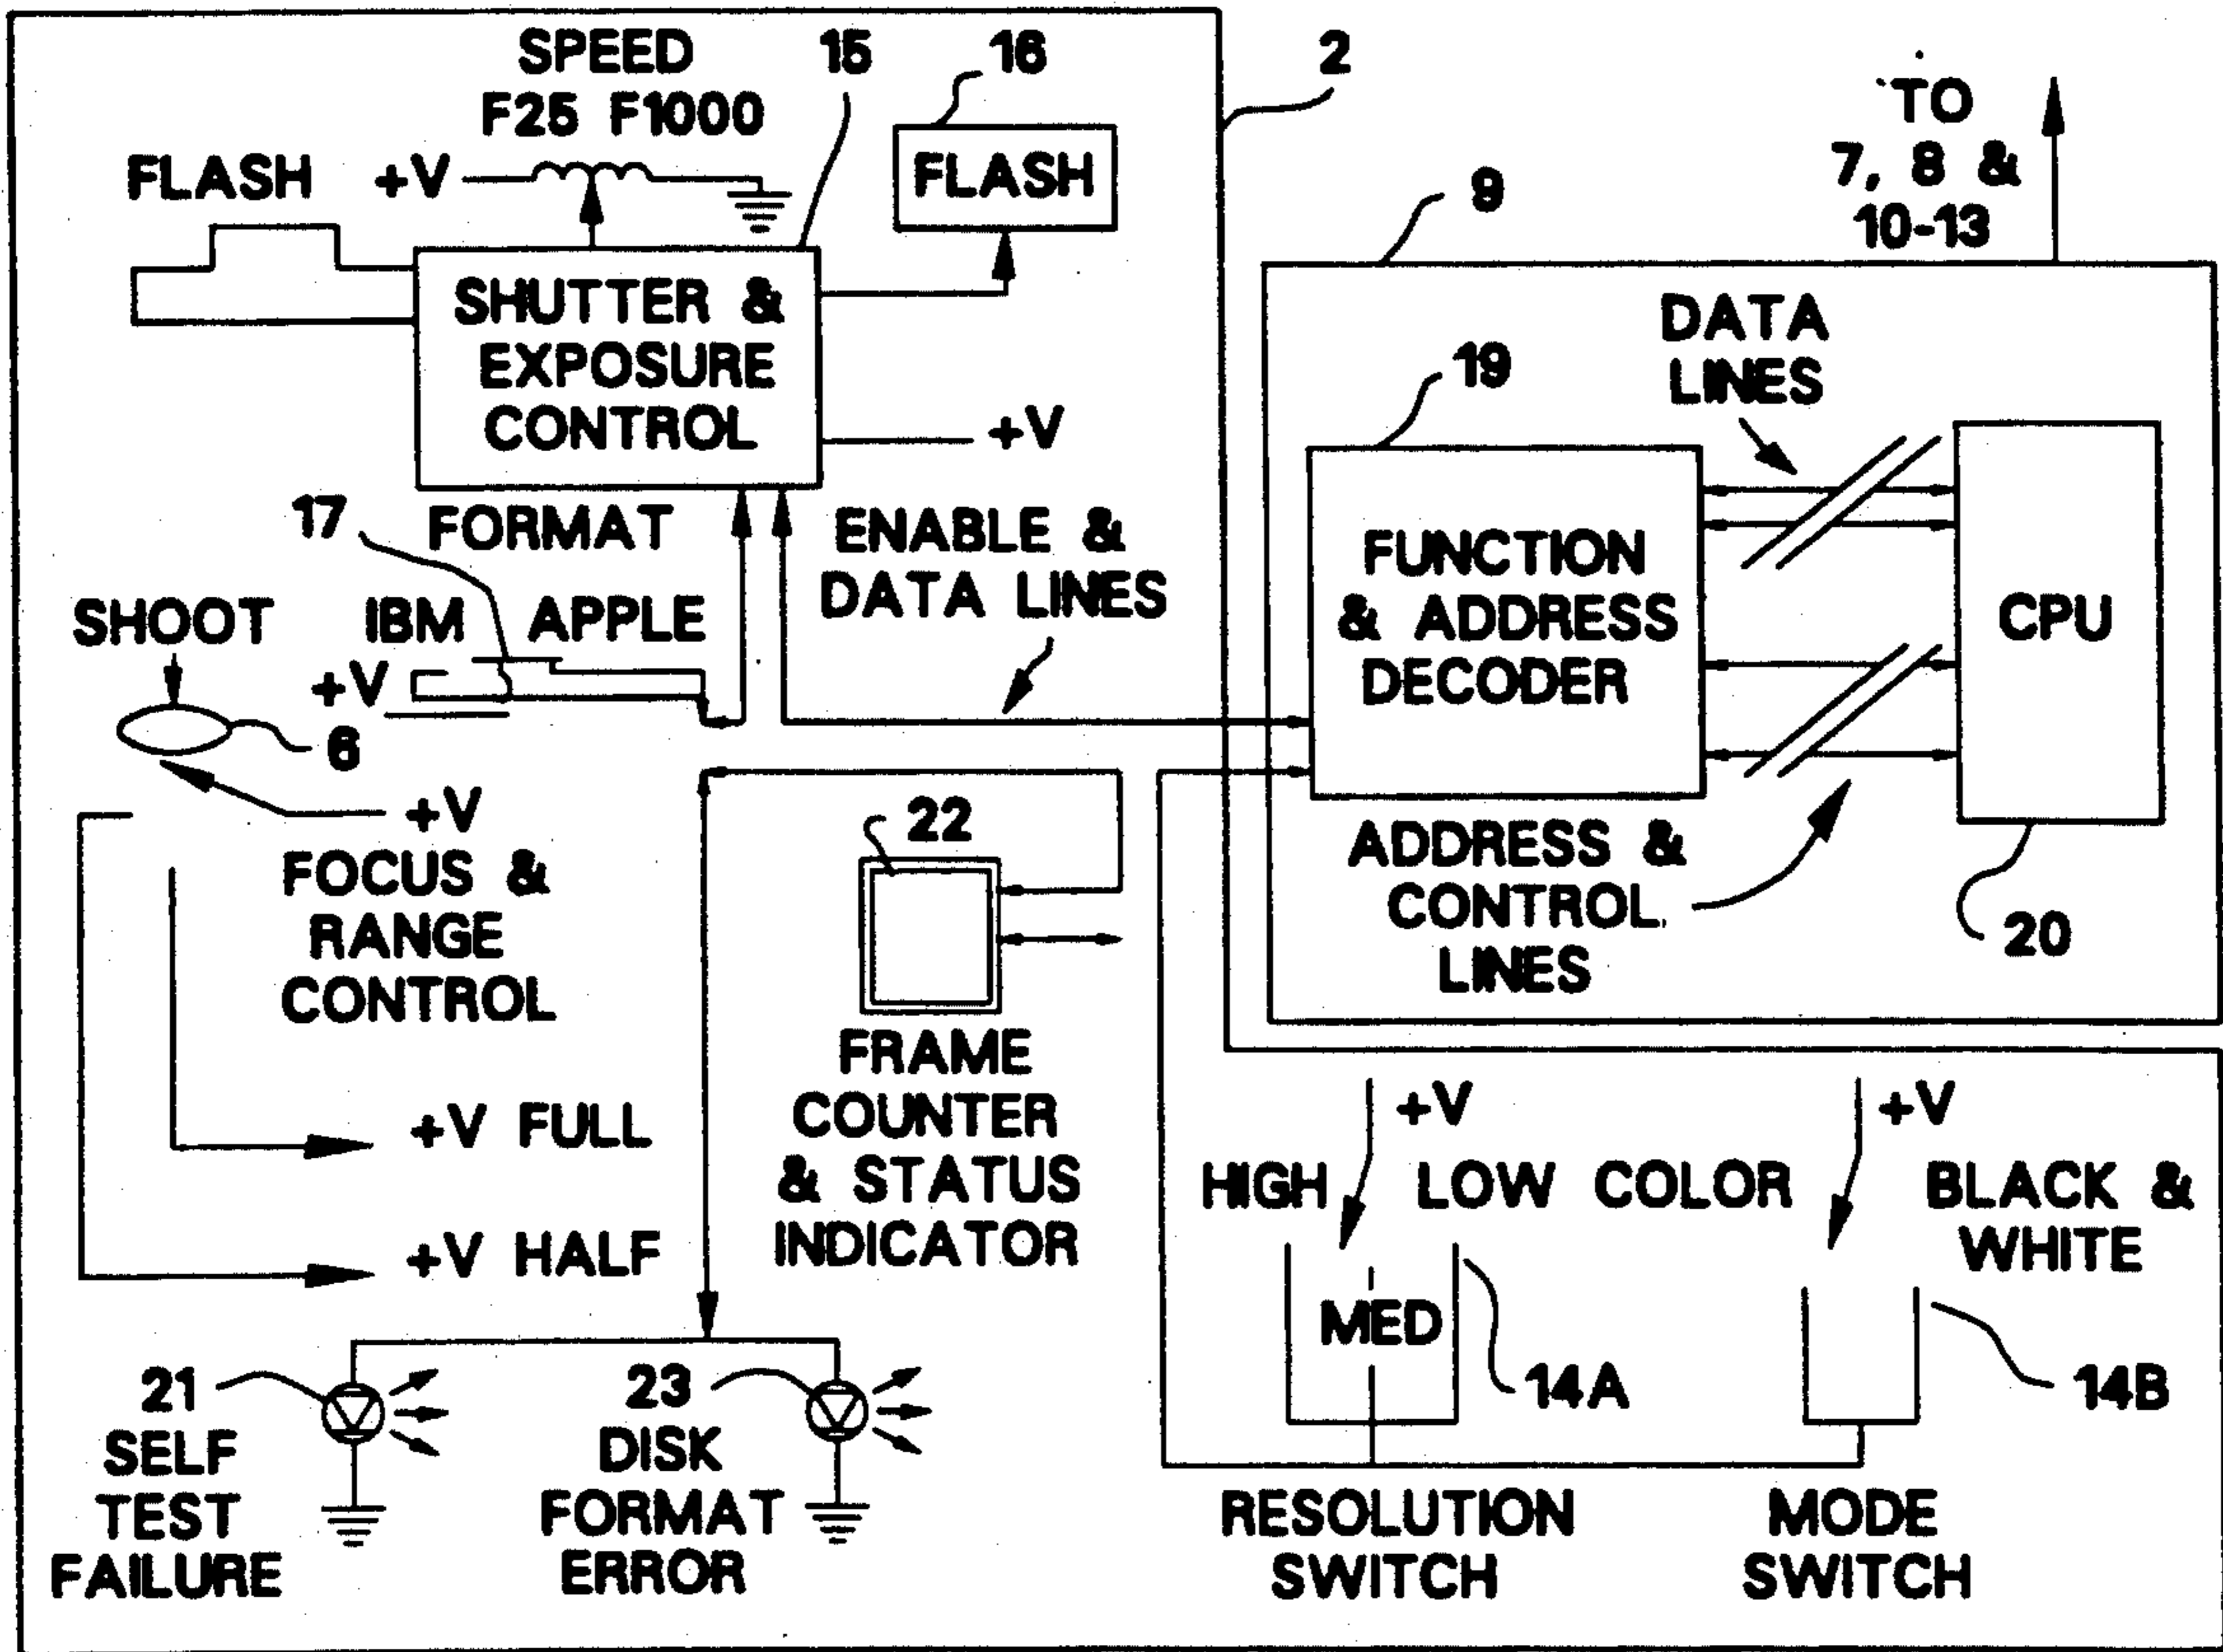 SPEED
F25 F1000
15
16
2
FLASH
+V
FLASH
TO
7, 8 &
10-13
9
SHUTTER &
EXPOSURE
CONTROL
+V
DATA
LINES
19
17
FORMAT
IBM APPLE
ENABLE &
DATA LINES
SHOOT
+V
6
FUNCTION
& ADDRESS
DECODER
CPU
+V
FOCUS &
RANGE
CONTROL
22
ADDRESS &
CONTROL
LINES
20
+V FULL
+V HALF
FRAME
COUNTER
& STATUS
INDICATOR
+V
+V
HIGH
LOW
COLOR
BLACK &
WHITE
MED
14A
14B
21
SELF
TEST
FAILURE
23
DISK
FORMAT
ERROR
RESOLUTION
SWITCH
MODE
SWITCH